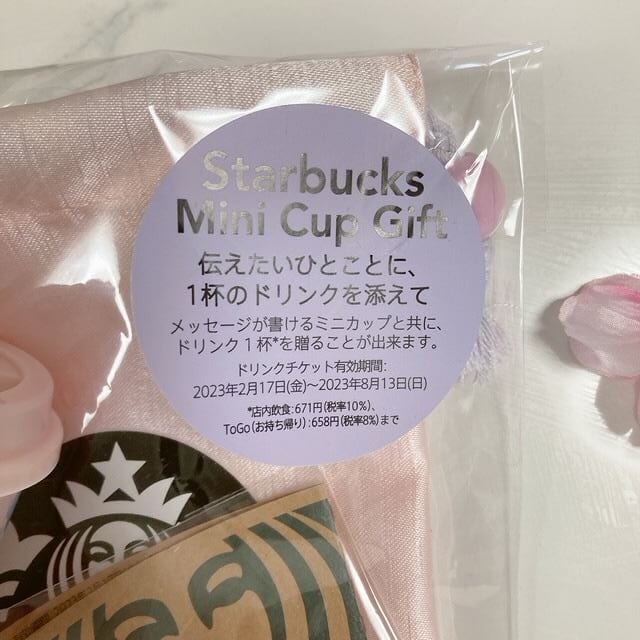 Starbucks
Mini Cup Gift
伝えたいひとことに、
1杯のドリンクを添えて
メッセージが書けるミニカップと共に、
ドリンク1杯*を贈ることが出来ます。
ドリンクチケット有効期間:
2023年2月17日(金)～2023年8月13日(日)
*店内飲食:671円(税率10%)、
ToGo(お持ち帰り):658円(税率8%)まで